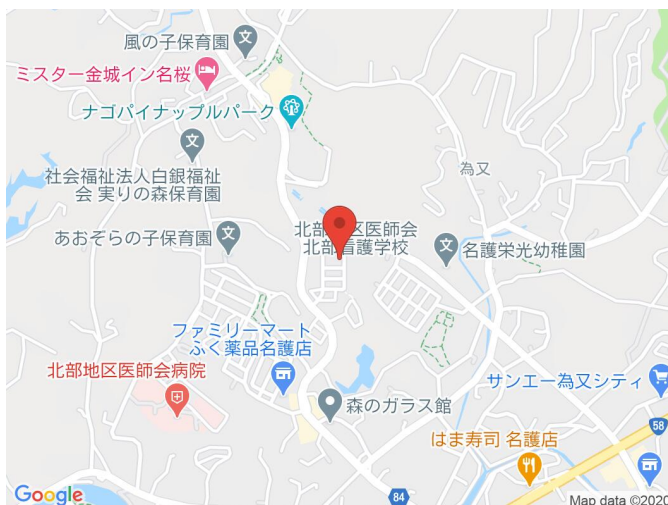 風の子保育園
ミスター金城イン名桜
ナゴパイナップルパーク
為又
社会福祉法人白銀福祉
会 実りの森保育園
北部地区医師会
北部看護学校
あおぞらの子保育園
名護栄光幼稚園
ファミリーマート
ふく薬品名護店
北部地区医師会病院
サンエー為又シティ
森のガラス館
58
はま寿司 名護店
84
Google
Map data ©2020